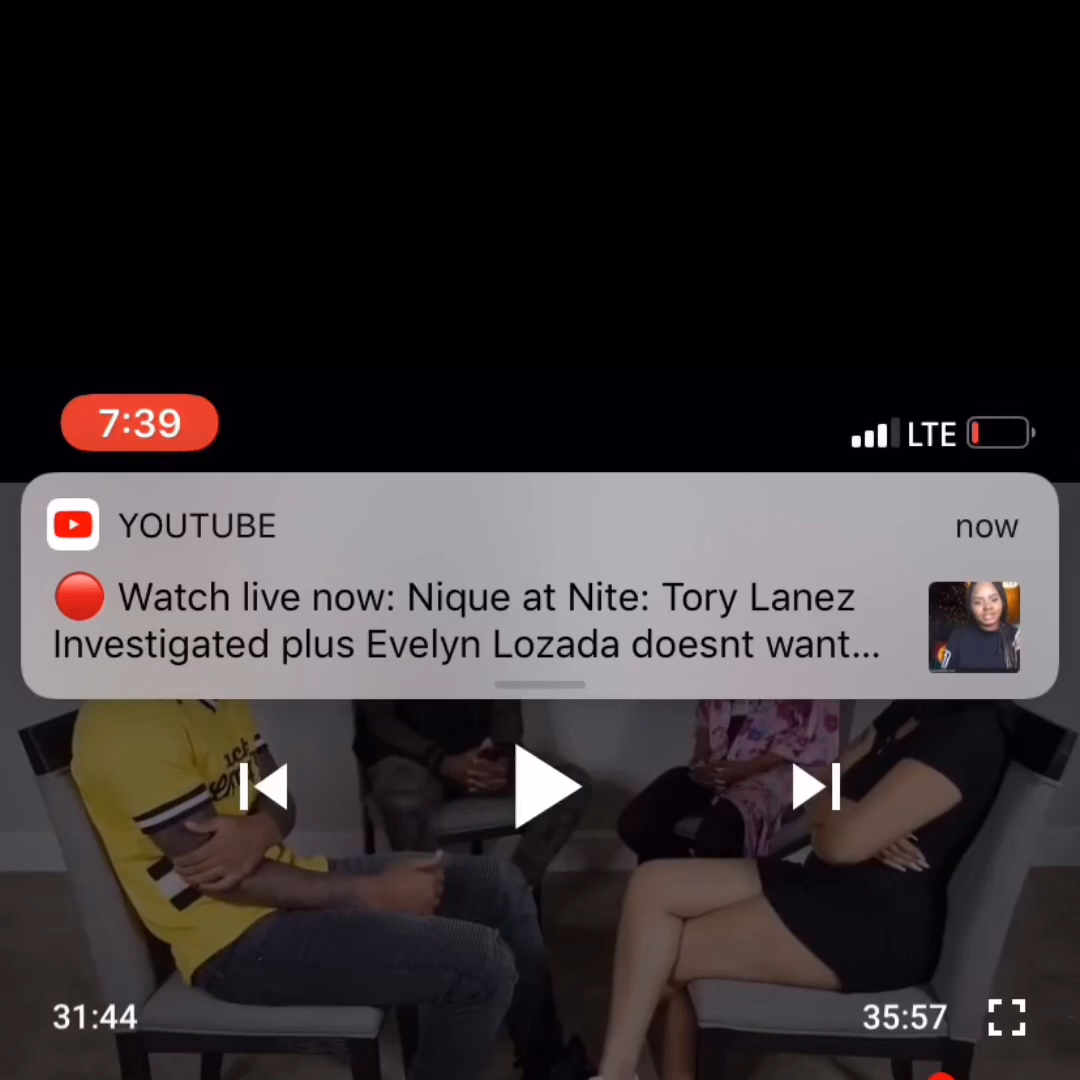 7:39
LTE
YOUTUBE
now
🔴 Watch live now: Nique at Nite: Tory Lanez
Investigated plus Evelyn Lozada doesnt want...
31:44
35:57